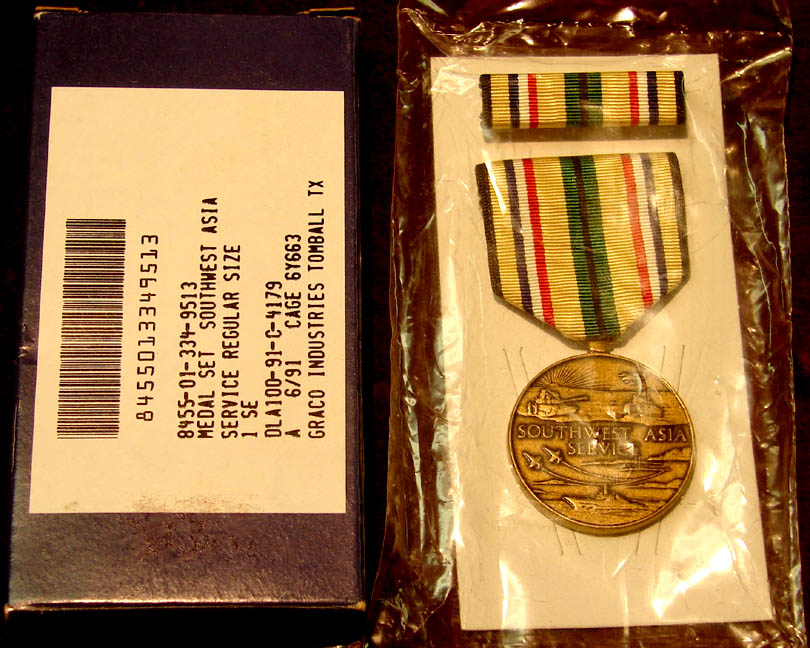 8455013349513
8455-01-334-9513
MEDAL SET SOUTHWEST ASIA
SERVICE REGULAR SIZE
1 SE
DLA100-91-C-4179
A 6/91 CAGE 6Y663
GRACO INDUSTRIES TOMBALL TX
SOUTHWEST ASIA
SERVICE